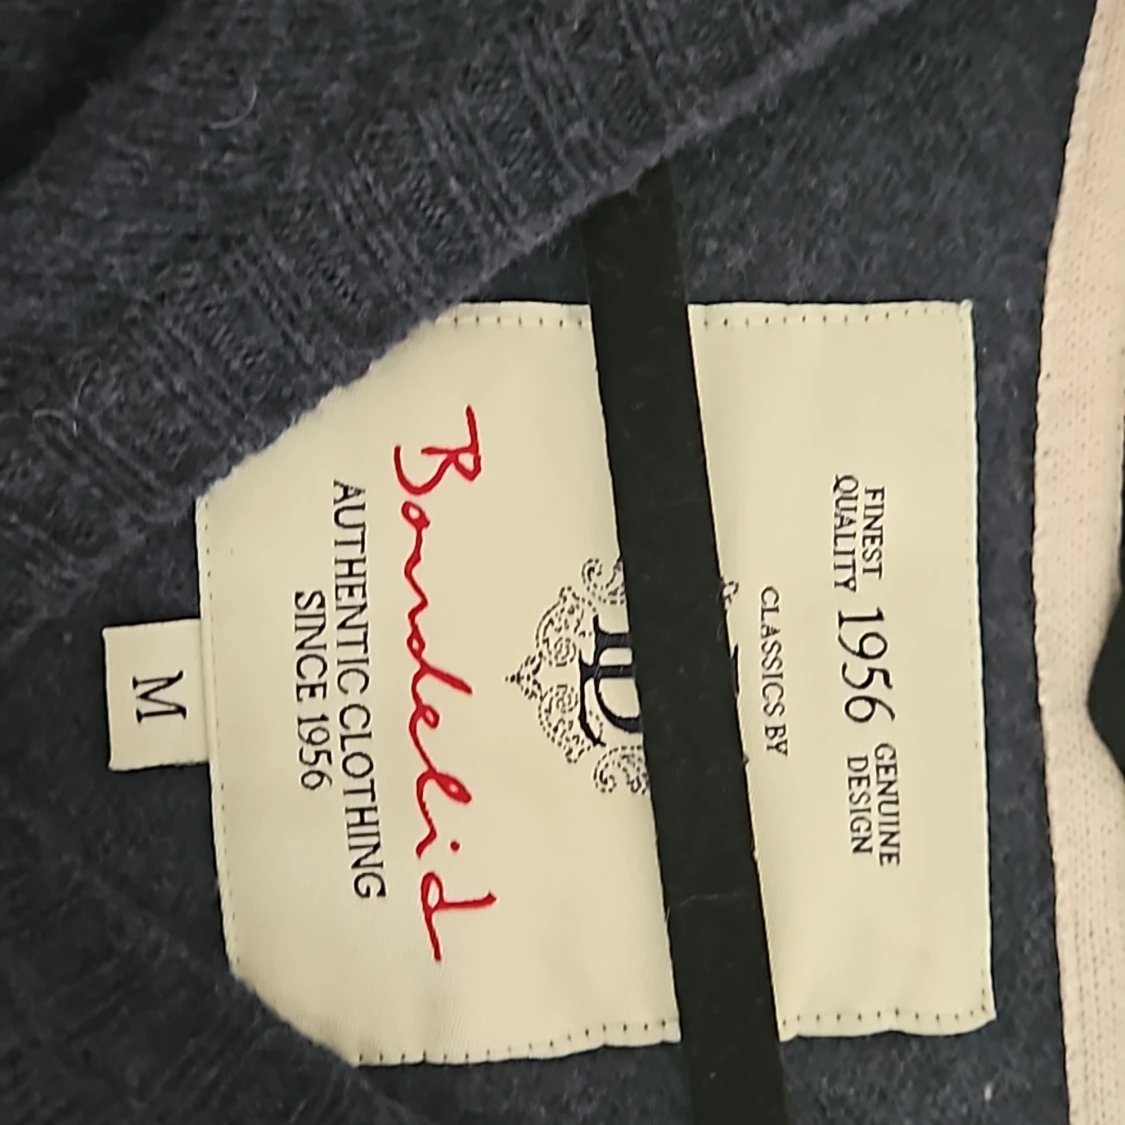 FINEST QUALITY 1956 GENUINE DESIGN
CLASSICS BY
Bondelid
AUTHENTIC CLOTHING
SINCE 1956
M